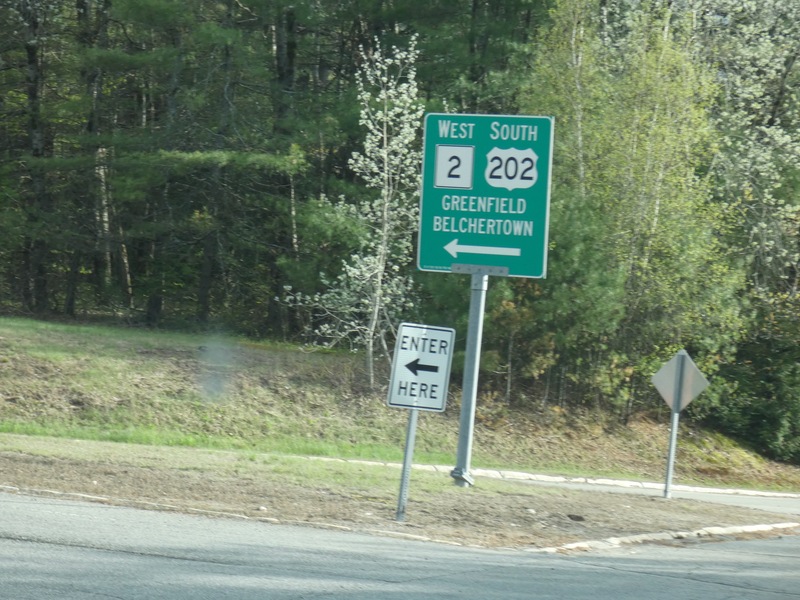 WEST SOUTH
2 202
GREENFIELD
BELCHERTOWN
ENTER
HERE